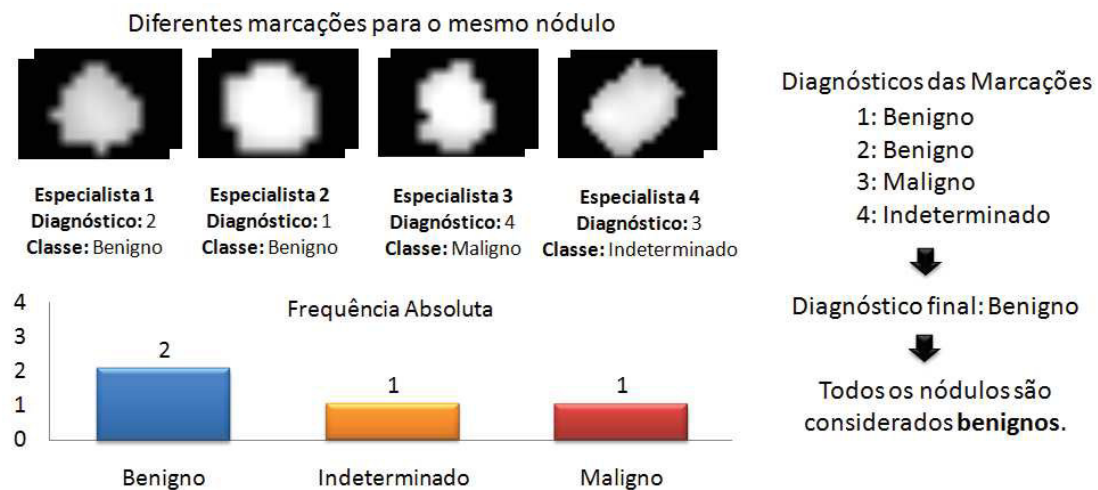 Diferentes marcações para o mesmo nódulo
Especialista 1
Diagnóstico: 2
Classe: Benigno
Especialista 2
Diagnóstico: 1
Classe: Benigno
Especialista 3
Diagnóstico: 4
Classe: Maligno
Especialista 4
Diagnóstico: 3
Classe: Indeterminado
Frequência Absoluta
4
3
2
1
0
2
1
1
Benigno
Indeterminado
Maligno
Diagnósticos das Marcações
1: Benigno
2: Benigno
3: Maligno
4: Indeterminado
Diagnóstico final: Benigno
Todos os nódulos são
considerados benignos.